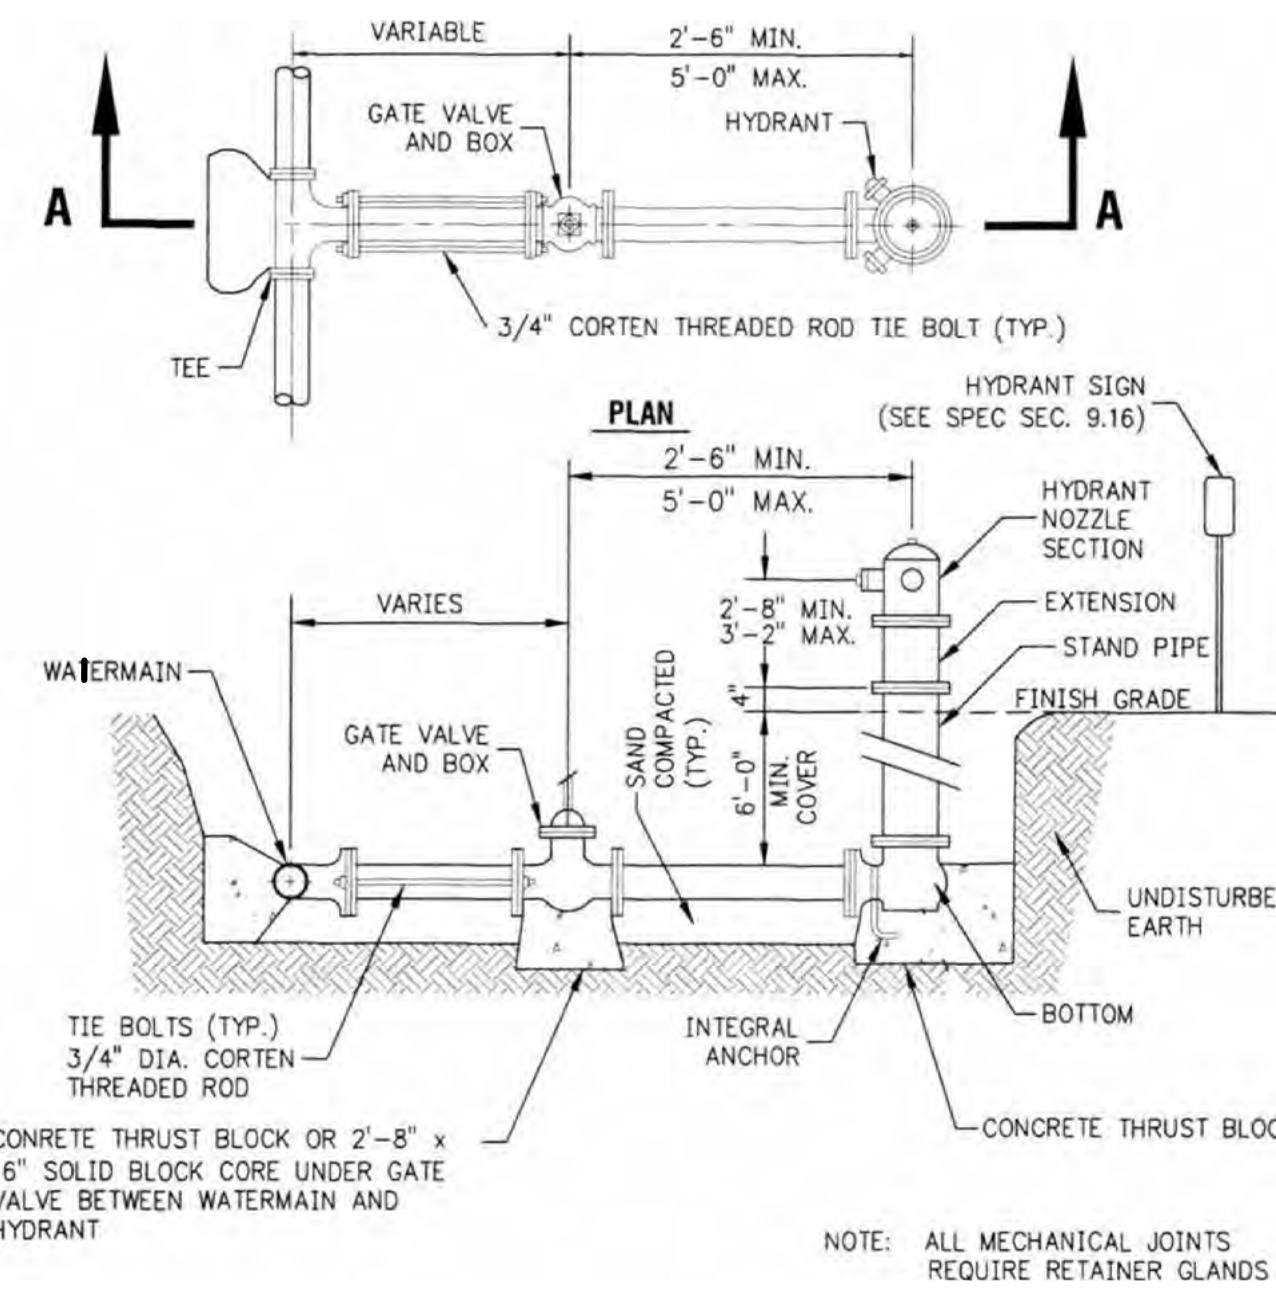 VARIABLE
2'-6" MIN.
5'-0" MAX.
GATE VALVE
AND BOX
HYDRANT
A
A
3/4" CORTEN THREADED ROD TIE BOLT (TYP.)
TEE
PLAN
HYDRANT SIGN
(SEE SPEC SEC. 9.16)
2'-6" MIN.
5'-0" MAX.
HYDRANT
NOZZLE
SECTION
VARIES
2'-8" MIN.
3'-2" MAX.
EXTENSION
STAND PIPE
WATERMAIN
4"
FINISH GRADE
GATE VALVE
AND BOX
SAND
COMPACTED
(TYP.)
6'-0"
MIN.
COVER
UNDISTURBE
EARTH
TIE BOLTS (TYP.)
3/4" DIA. CORTEN
THREADED ROD
INTEGRAL
ANCHOR
BOTTOM
CONRETE THRUST BLOCK OR 2'-8" x
6" SOLID BLOCK CORE UNDER GATE
VALVE BETWEEN WATERMAIN AND
HYDRANT
CONCRETE THRUST BLOC
NOTE: ALL MECHANICAL JOINTS
REQUIRE RETAINER GLANDS